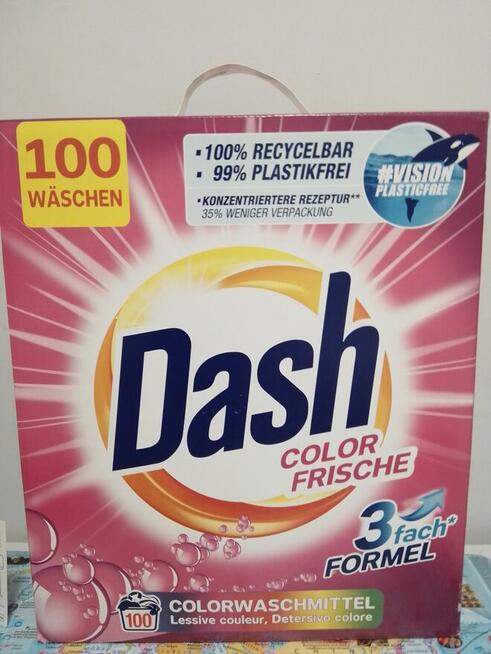 100
WÄSCHEN
• 100% RECYCELBAR
• 99% PLASTIKFREI
• KONZENTRIERTERE REZEPTUR**
35% WENIGER VERPACKUNG
#VISION
PLASTICFREE
Dash
COLOR
FRISCHE
3fach*
FORMEL
100
COLORWASCHMITTEL
Lessive couleur, Detersivo colore